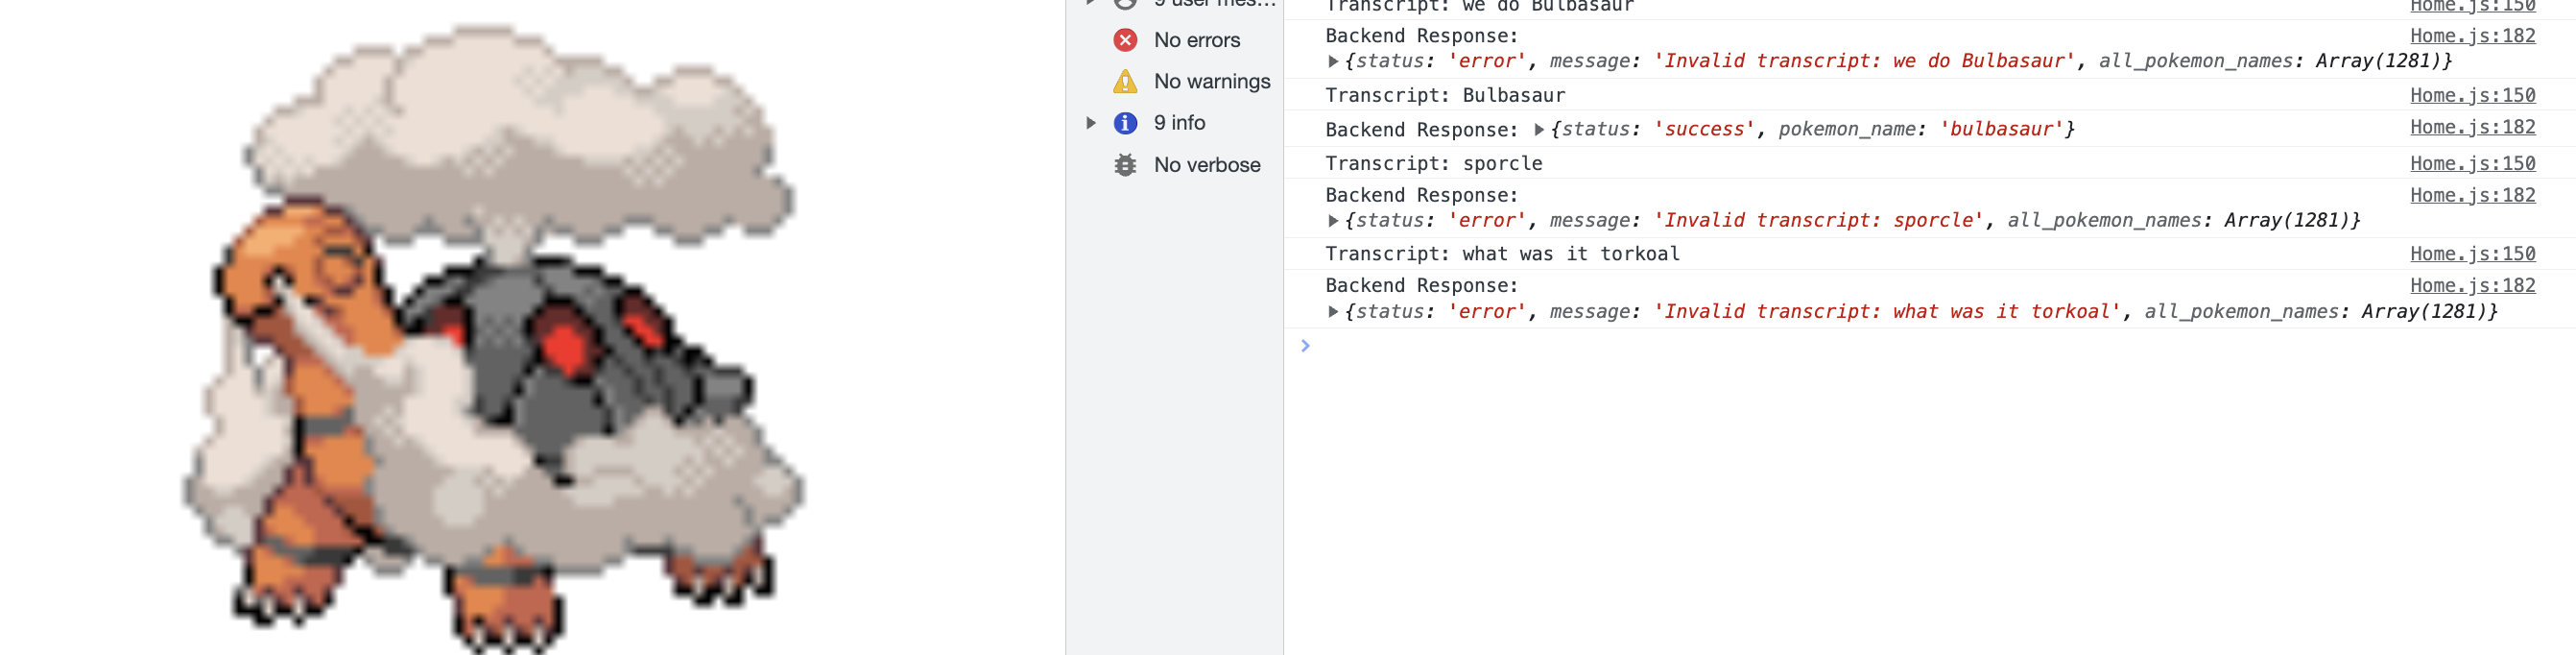 9 user mes...
No errors
No warnings
9 info
No verbose
Transcript: we do Bulbasaur Home.js:150
Backend Response: Home.js:182
{status: 'error', message: 'Invalid transcript: we do Bulbasaur', all_pokemon_names: Array(1281)}
Transcript: Bulbasaur Home.js:150
Backend Response: {status: 'success', pokemon_name: 'bulbasaur'} Home.js:182
Transcript: sporcle Home.js:150
Backend Response: Home.js:182
{status: 'error', message: 'Invalid transcript: sporcle', all_pokemon_names: Array(1281)}
Transcript: what was it torkoal Home.js:150
Backend Response: Home.js:182
{status: 'error', message: 'Invalid transcript: what was it torkoal', all_pokemon_names: Array(1281)}